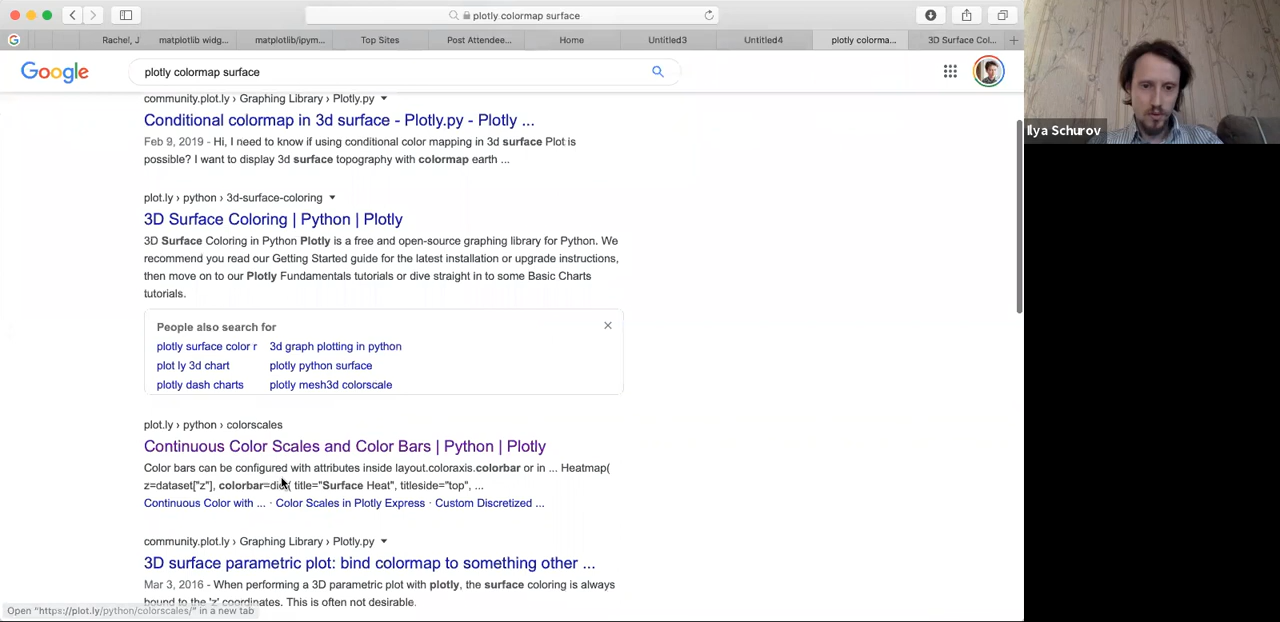 plotly colormap surface
Rachel, J
matplotlib widg...
matplotlib/ipym...
Top Sites
Post Attendee...
Home
Untitled3
Untitled4
plotly colorma...
3D Surface Col...
Google
plotly colormap surface
Ilya Schurov
community.plot.ly › Graphing Library › Plotly.py
Conditional colormap in 3d surface - Plotly.py - Plotly ...
Feb 9, 2019 - Hi, I need to know if using conditional color mapping in 3d surface Plot is
possible? I want to display 3d surface topography with colormap earth ...
plot.ly › python › 3d-surface-coloring
3D Surface Coloring | Python | Plotly
3D Surface Coloring in Python Plotly is a free and open-source graphing library for Python. We
recommend you read our Getting Started guide for the latest installation or upgrade instructions,
then move on to our Plotly Fundamentals tutorials or dive straight in to some Basic Charts
tutorials.
People also search for
plotly surface color r
3d graph plotting in python
plot ly 3d chart
plotly python surface
plotly dash charts
plotly mesh3d colorscale
plot.ly › python › colorscales
Continuous Color Scales and Color Bars | Python | Plotly
Color bars can be configured with attributes inside layout.coloraxis.colorbar or in ... Heatmap(
z=dataset["z"], colorbar=dict( title="Surface Heat", titleside="top", ...
Continuous Color with ... · Color Scales in Plotly Express · Custom Discretized ...
community.plot.ly › Graphing Library › Plotly.py
3D surface parametric plot: bind colormap to something other ...
Mar 3, 2016 - When performing a 3D parametric plot with plotly, the surface coloring is always
bound to the 'z' coordinates. This is often not desirable.
Open "https://plot.ly/python/colorscales/" in a new tab